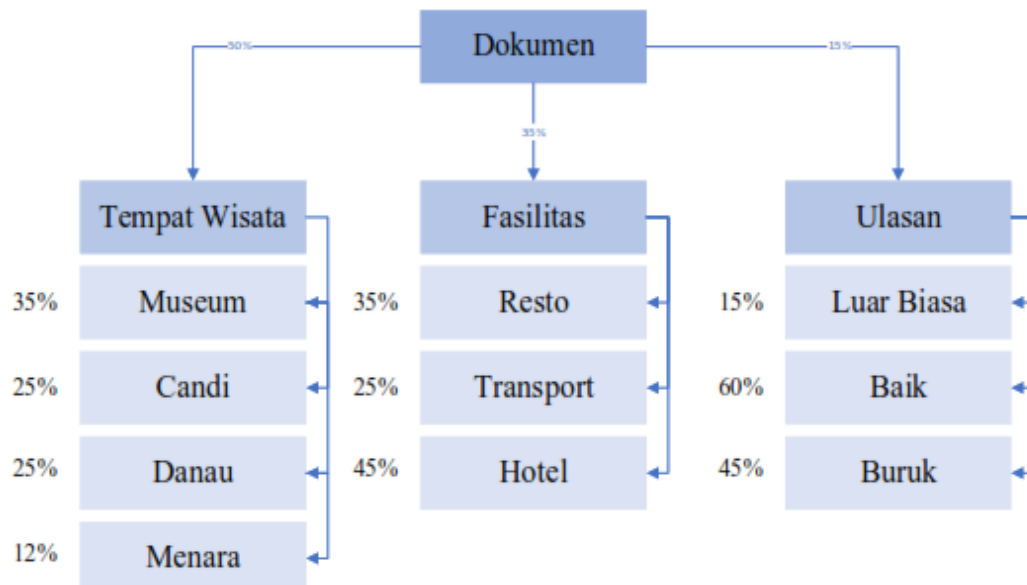 Dokumen
50%
15%
35%
Tempat Wisata
Fasilitas
Ulasan
35%
Museum
35%
Resto
15%
Luar Biasa
25%
Candi
25%
Transport
60%
Baik
25%
Danau
45%
Hotel
45%
Buruk
12%
Menara